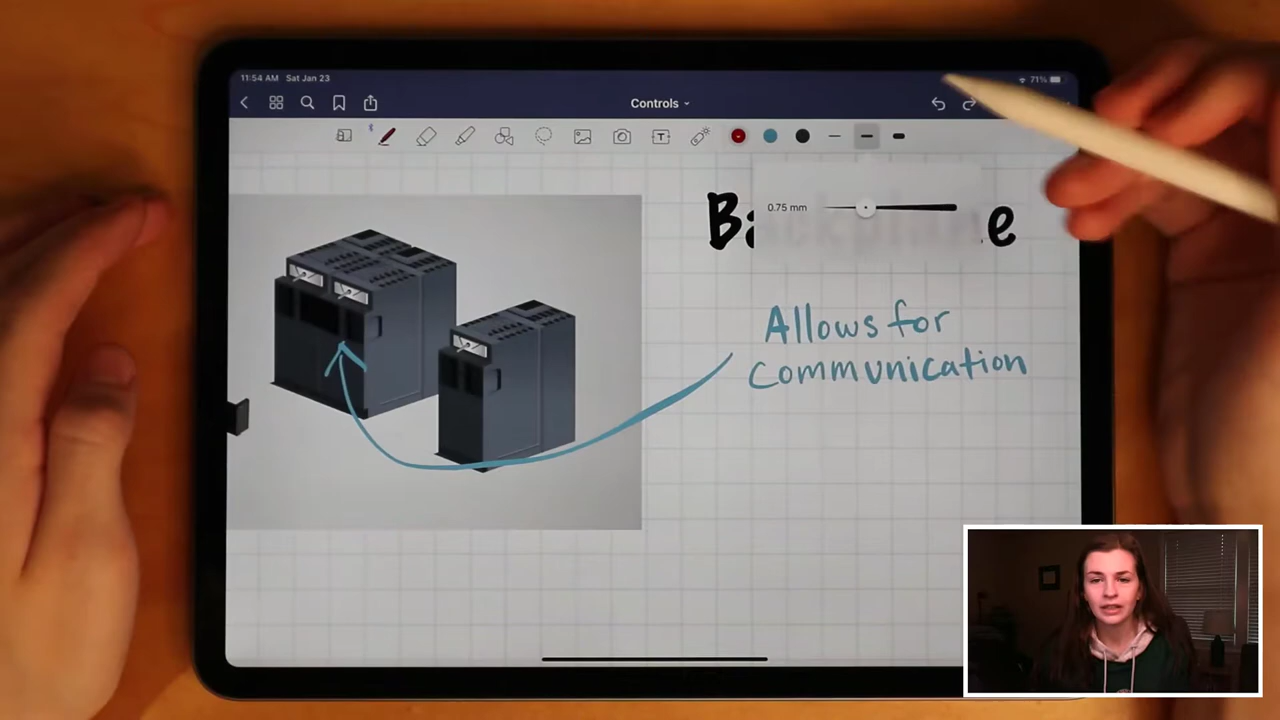 11:54 AM Sat Jan 23
71%
Controls
T
0.75 mm
Allows for
communication